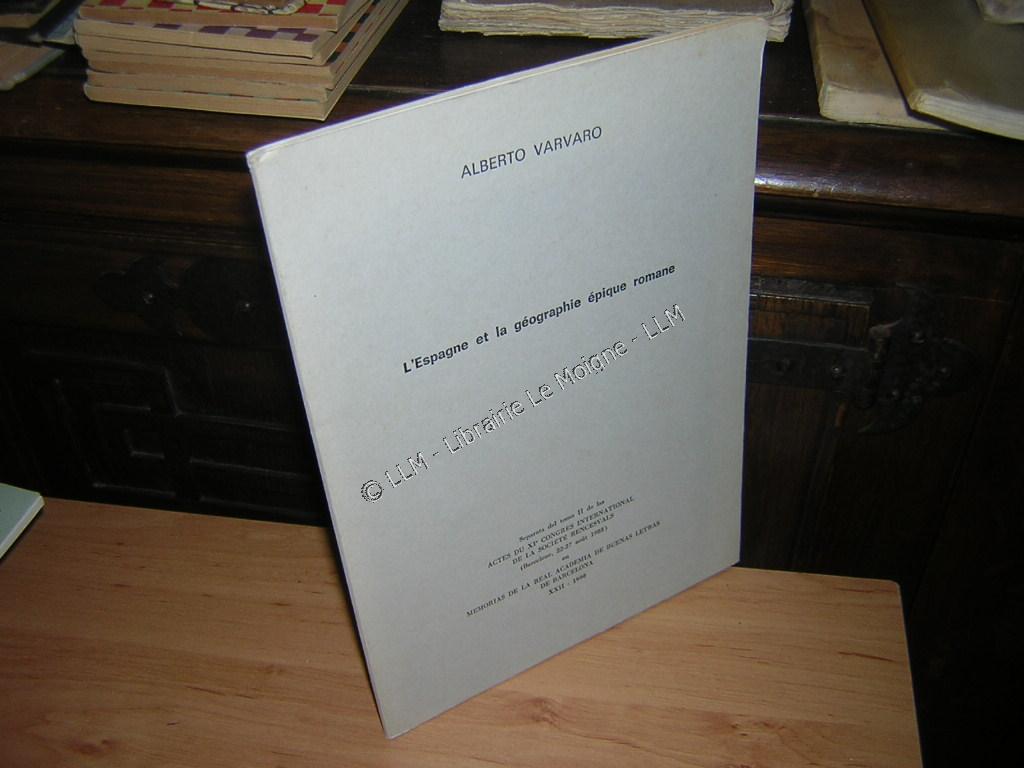 ALBERTO VARVARO
L'Espagne et la géographie épique romane
© LLM - Librairie Le Moigne - LLM
Separata del tomo II de las
ACTES DU XIe CONGRÈS INTERNATIONAL
DE LA SOCIÉTÉ RENCESVALS
(Barcelone, 22-27 août 1988)
en
MEMORIAS DE LA REAL ACADEMIA DE BUENAS LETRAS
DE BARCELONA
XXII - 1990